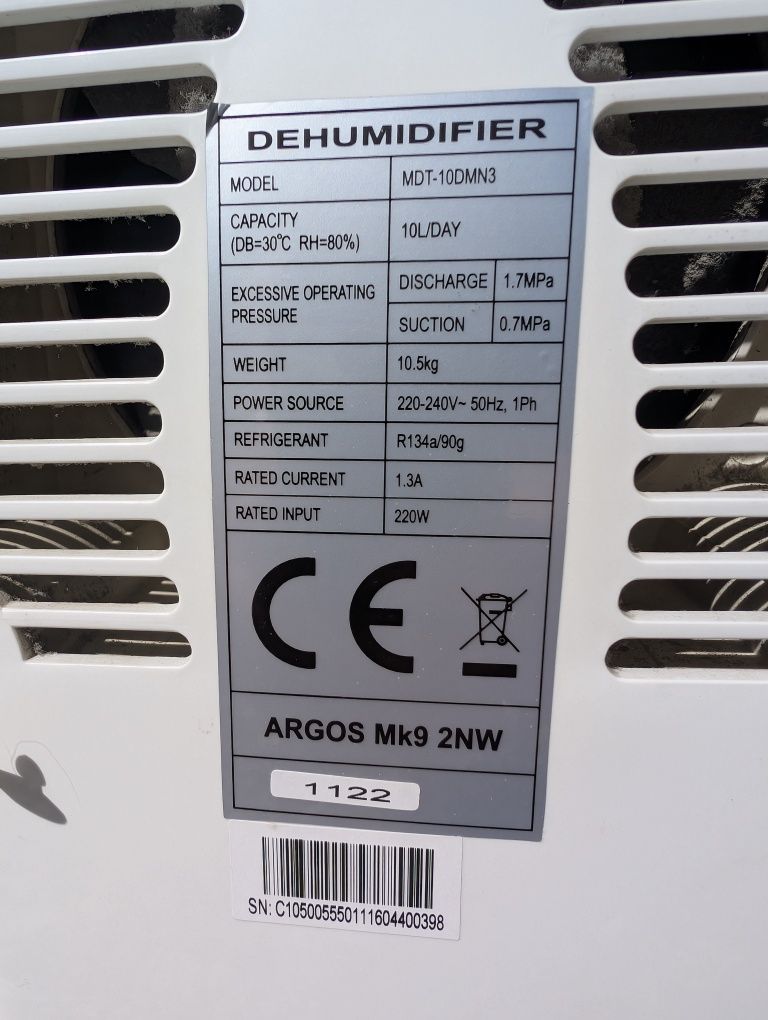 DEHUMIDIFIER
MODEL MDT-10DMN3
CAPACITY
(DB=30℃ RH=80%) 10L/DAY
EXCESSIVE OPERATING
PRESSURE
DISCHARGE 1.7MPa
SUCTION 0.7MPa
WEIGHT 10.5kg
POWER SOURCE 220-240V~ 50Hz, 1Ph
REFRIGERANT R134a/90g
RATED CURRENT 1.3A
RATED INPUT 220W
CE
ARGOS Mk9 2NW
1122
SN: C105005550111604400398